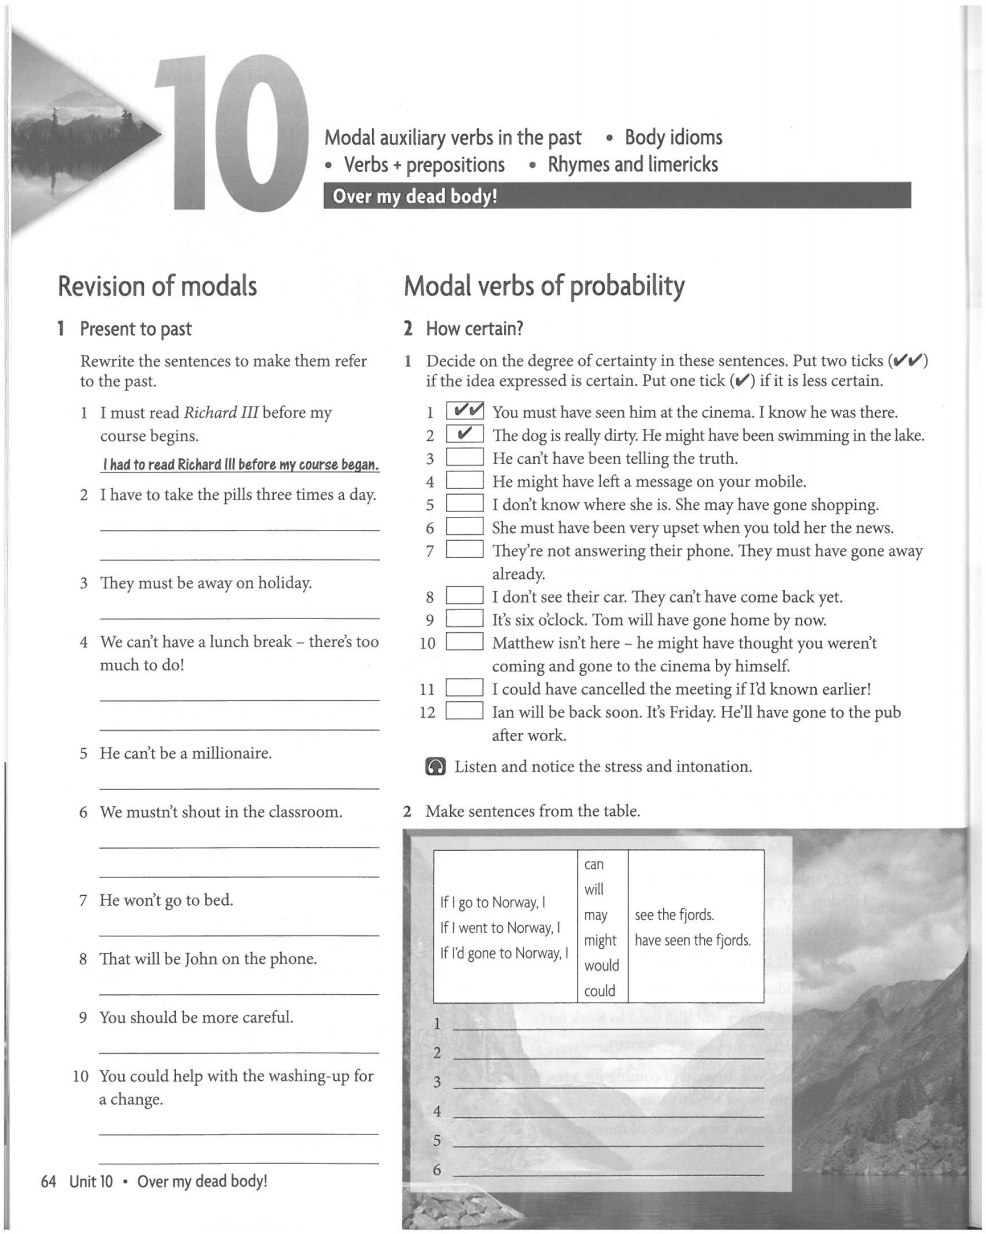 10
Modal auxiliary verbs in the past • Body idioms
• Verbs + prepositions • Rhymes and limericks
Over my dead body!
Revision of modals
1 Present to past
Rewrite the sentences to make them refer
to the past.
1 I must read Richard III before my
course begins.
I had to read Richard III before my course began.
2 I have to take the pills three times a day.
3 They must be away on holiday.
4 We can't have a lunch break – there's too
much to do!
5 He can't be a millionaire.
6 We mustn't shout in the classroom.
7 He won't go to bed.
8 That will be John on the phone.
9 You should be more careful.
10 You could help with the washing-up for
a change.
64 Unit 10 • Over my dead body!
Modal verbs of probability
2 How certain?
1 Decide on the degree of certainty in these sentences. Put two ticks (✔✔)
if the idea expressed is certain. Put one tick (✔) if it is less certain.
1 ✔✔ You must have seen him at the cinema. I know he was there.
2 ✔ The dog is really dirty. He might have been swimming in the lake.
3 He can't have been telling the truth.
4 He might have left a message on your mobile.
5 I don't know where she is. She may have gone shopping.
6 She must have been very upset when you told her the news.
7 They're not answering their phone. They must have gone away
already.
8 I don't see their car. They can't have come back yet.
9 It's six o'clock. Tom will have gone home by now.
10 Matthew isn't here – he might have thought you weren't
coming and gone to the cinema by himself.
11 I could have cancelled the meeting if I'd known earlier!
12 Ian will be back soon. It's Friday. He'll have gone to the pub
after work.
Listen and notice the stress and intonation.
2 Make sentences from the table.
If I go to Norway, I
If I went to Norway, I
If I'd gone to Norway, I
can
will
may
might
would
could
see the fjords.
have seen the fjords.
1
2
3
4
5
6